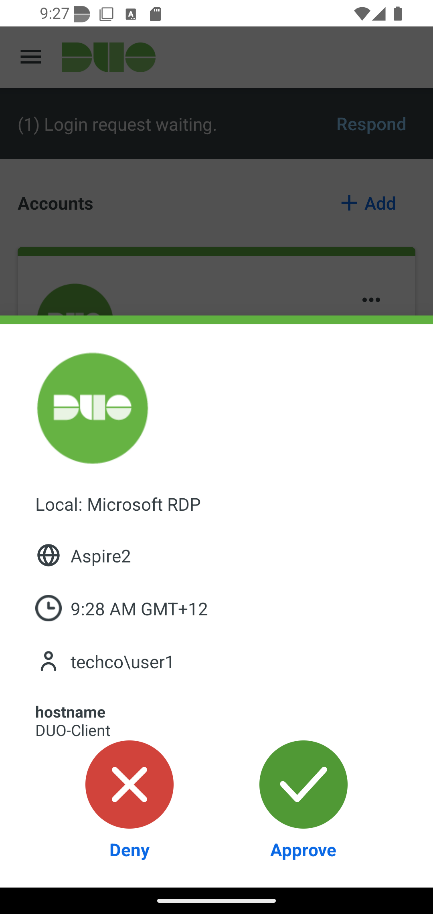 9:27
DUO
(1) Login request waiting.
Respond
Accounts
+ Add
DUO
Local: Microsoft RDP
Aspire2
9:28 AM GMT+12
techco\user1
hostname
DUO-Client
Deny
Approve